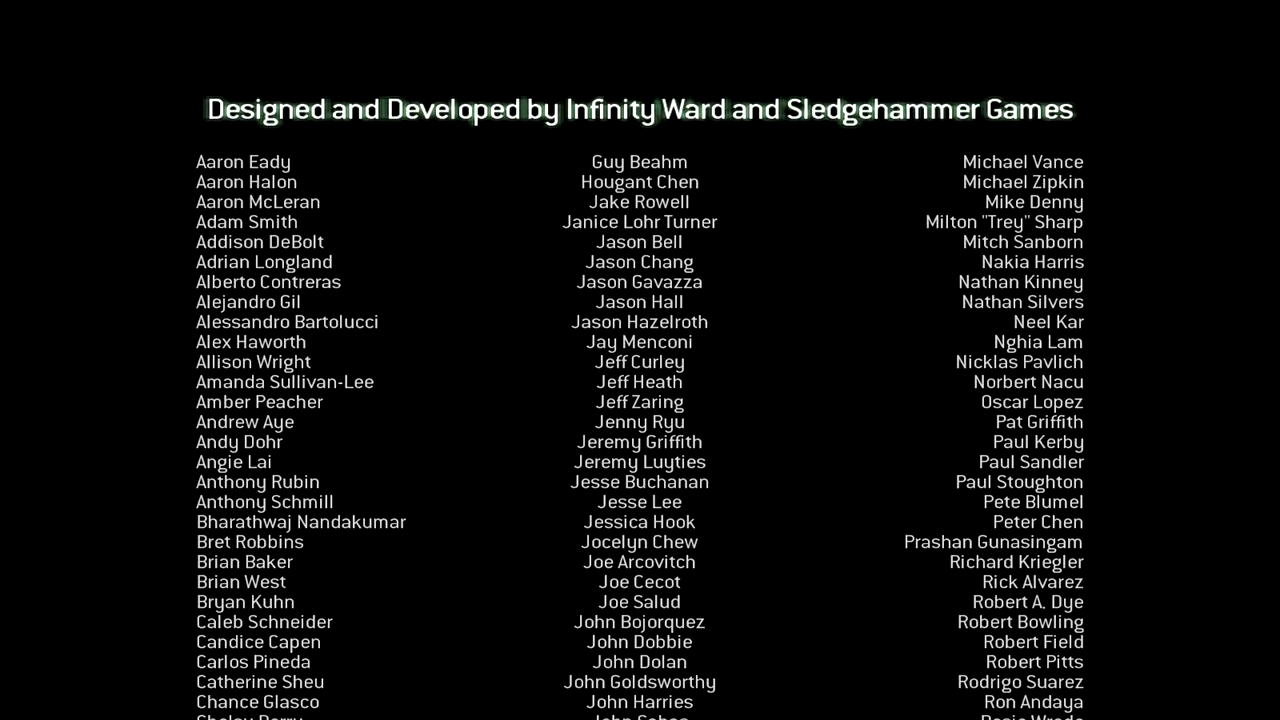 Designed and Developed by Infinity Ward and Sledgehammer Games
Aaron Eady Guy Beahm Michael Vance
Aaron Halon Hougant Chen Michael Zipkin
Aaron McLeran Jake Rowell Mike Denny
Adam Smith Janice Lohr Turner Milton "Trey" Sharp
Addison DeBolt Jason Bell Mitch Sanborn
Adrian Longland Jason Chang Nakia Harris
Alberto Contreras Jason Gavazza Nathan Kinney
Alejandro Gil Jason Hall Nathan Silvers
Alessandro Bartolucci Jason Hazelroth Neel Kar
Alex Haworth Jay Menconi Nghia Lam
Allison Wright Jeff Curley Nicklas Pavlich
Amanda Sullivan-Lee Jeff Heath Norbert Nacu
Amber Peacher Jeff Zaring Oscar Lopez
Andrew Aye Jenny Ryu Pat Griffith
Andy Dohr Jeremy Griffith Paul Kerby
Angie Lai Jeremy Luyties Paul Sandler
Anthony Rubin Jesse Buchanan Paul Stoughton
Anthony Schmill Jesse Lee Pete Blumel
Bharathwaj Nandakumar Jessica Hook Peter Chen
Bret Robbins Jocelyn Chew Prashan Gunasingam
Brian Baker Joe Arcovitch Richard Kriegler
Brian West Joe Cecot Rick Alvarez
Bryan Kuhn Joe Salud Robert A. Dye
Caleb Schneider John Bojorquez Robert Bowling
Candice Capen John Dobbie Robert Field
Carlos Pineda John Dolan Robert Pitts
Catherine Sheu John Goldsworthy Rodrigo Suarez
Chance Glasco John Harries Ron Andaya